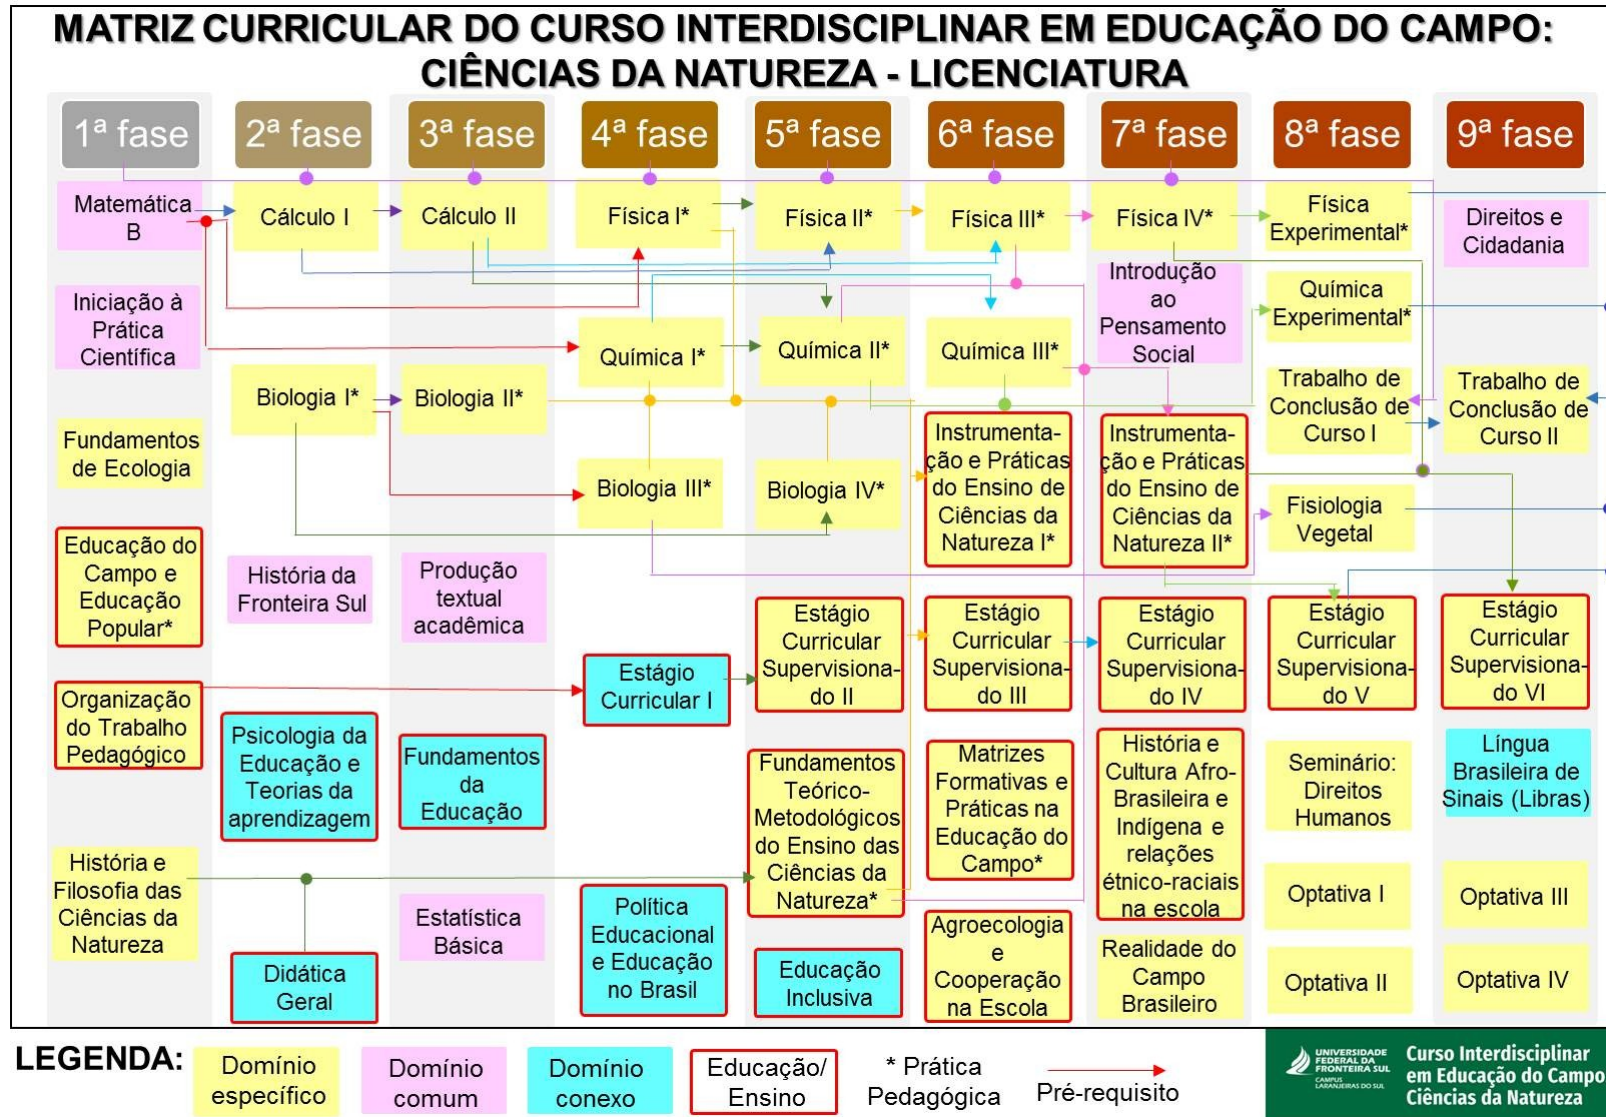 MATRIZ CURRICULAR DO CURSO INTERDISCIPLINAR EM EDUCAÇÃO DO CAMPO:
CIÊNCIAS DA NATUREZA - LICENCIATURA
1ª fase
2ª fase
3ª fase
4ª fase
5ª fase
6ª fase
7ª fase
8ª fase
9ª fase
Matemática
B
Iniciação à
Prática
Científica
Fundamentos
de Ecologia
Educação do
Campo e
Educação
Popular*
Organização
do Trabalho
Pedagógico
História e
Filosofia das
Ciências da
Natureza
Cálculo I
Biologia I*
História da
Fronteira Sul
Psicologia da
Educação e
Teorias da
aprendizagem
Didática
Geral
Cálculo II
Biologia II*
Produção
textual
acadêmica
Fundamentos
da
Educação
Estatística
Básica
Física I*
Química I*
Biologia III*
Estágio
Curricular I
Política
Educacional
e Educação
no Brasil
Física II*
Química II*
Biologia IV*
Estágio
Curricular
Supervisiona-
do II
Fundamentos
Teórico-
Metodológicos
do Ensino das
Ciências da
Natureza*
Educação
Inclusiva
Física III*
Química III*
Instrumenta-
ção e Práticas
do Ensino de
Ciências da
Natureza I*
Estágio
Curricular
Supervisiona-
do III
Matrizes
Formativas e
Práticas na
Educação do
Campo*
Agroecologia
e
Cooperação
na Escola
Física IV*
Introdução
ao
Pensamento
Social
Instrumenta-
ção e Práticas
do Ensino de
Ciências da
Natureza II*
Estágio
Curricular
Supervisiona-
do IV
História e
Cultura Afro-
Brasileira e
Indígena e
relações
étnico-raciais
na escola
Realidade do
Campo
Brasileiro
Física
Experimental*
Química
Experimental*
Trabalho de
Conclusão de
Curso I
Fisiologia
Vegetal
Estágio
Curricular
Supervisiona-
do V
Seminário:
Direitos
Humanos
Optativa I
Optativa II
Direitos e
Cidadania
Trabalho de
Conclusão de
Curso II
Estágio
Curricular
Supervisiona-
do VI
Língua
Brasileira de
Sinais (Libras)
Optativa III
Optativa IV
LEGENDA:
Domínio
específico
Domínio
comum
Domínio
conexo
Educação/
Ensino
* Prática
Pedagógica
Pré-requisito
UNIVERSIDADE
FEDERAL DA
FRONTEIRA SUL
CAMPUS
LARANJEIRAS DO SUL
Curso Interdisciplinar
em Educação do Campo
Ciências da Natureza